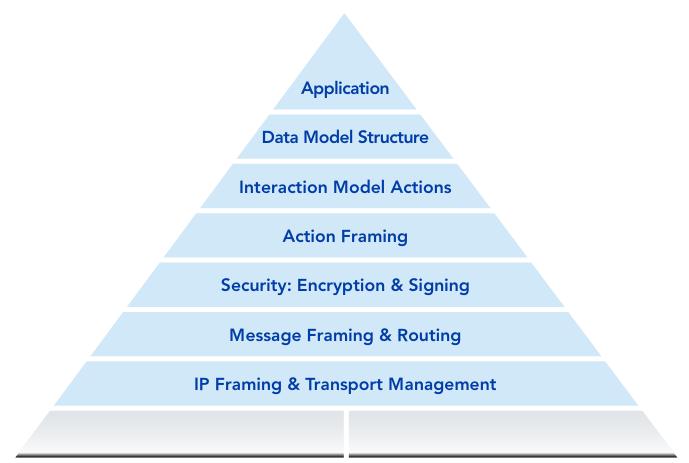 Application
Data Model Structure
Interaction Model Actions
Action Framing
Security: Encryption & Signing
Message Framing & Routing
IP Framing & Transport Management